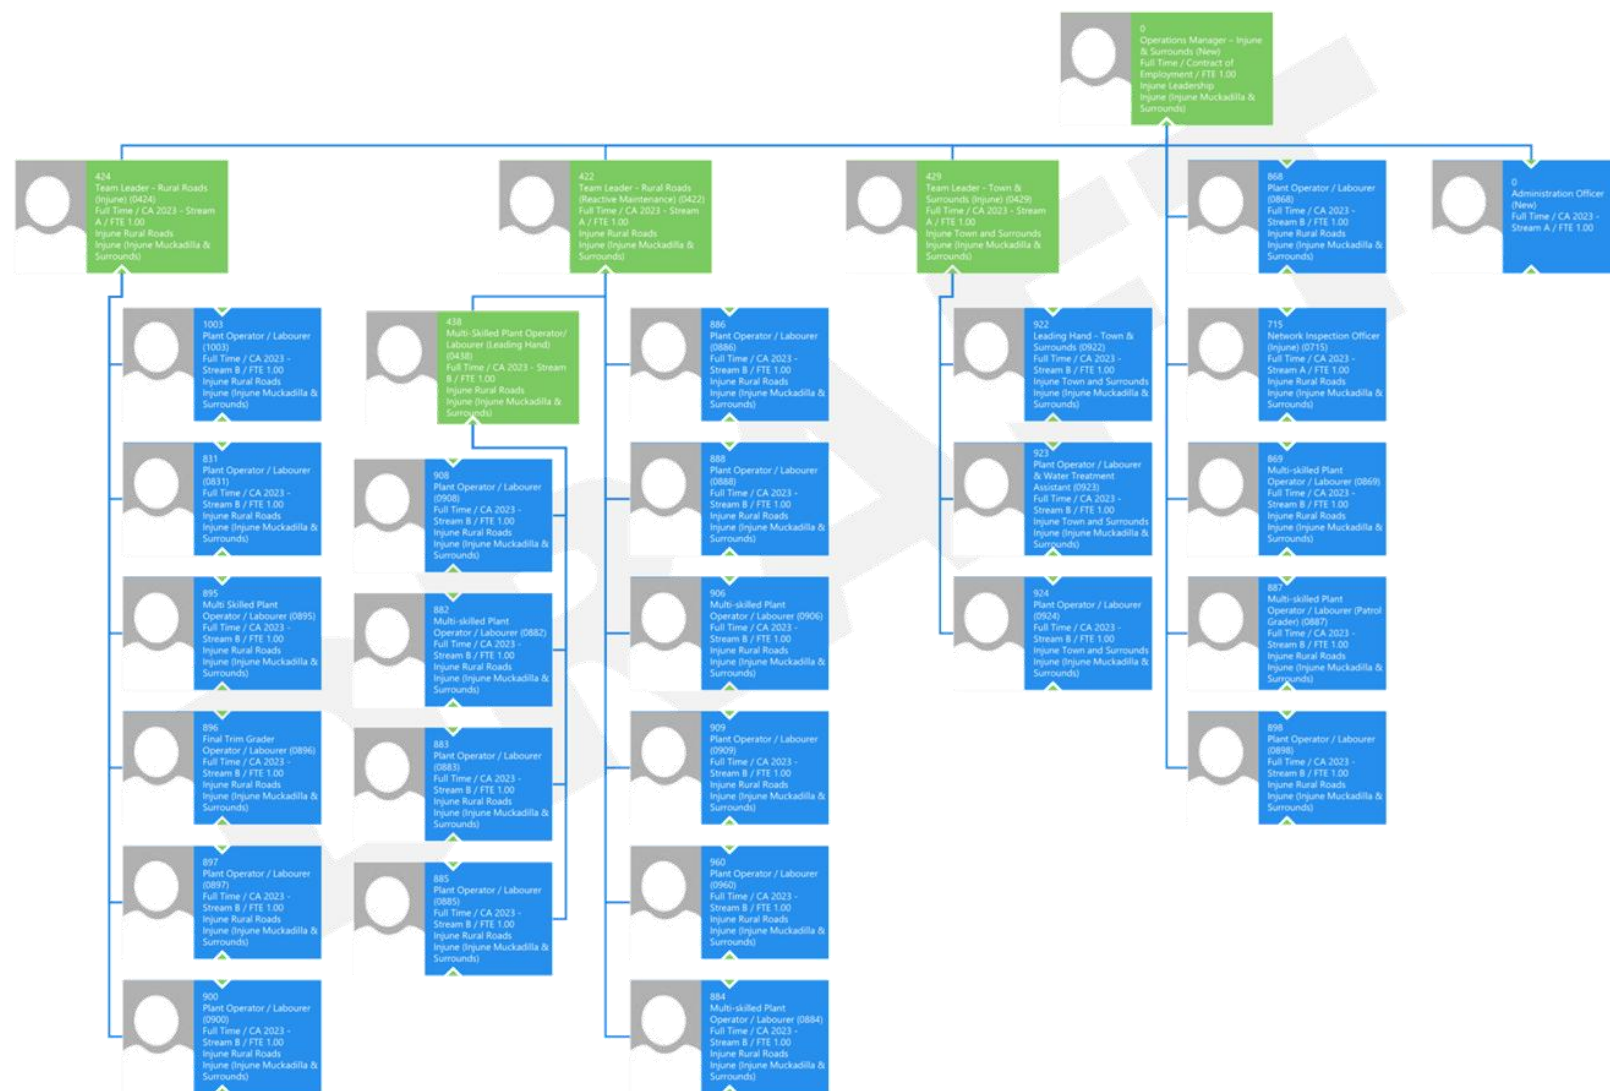 0
Operations Manager – Injune
& Surrounds (New)
Full Time / Contract of
Employment / FTE 1.00
Injune Leadership
Injune (Injune Muckadilla &
Surrounds)
424
Team Leader - Rural Roads
(Injune) (0424)
Full Time / CA 2023 - Stream
A / FTE 1.00
Injune Rural Roads
Injune (Injune Muckadilla &
Surrounds)
422
Team Leader - Rural Roads
(Reactive Maintenance) (0422)
Full Time / CA 2023 - Stream
A / FTE 1.00
Injune Rural Roads
Injune (Injune Muckadilla &
Surrounds)
429
Team Leader - Town &
Surrounds (Injune) (0429)
Full Time / CA 2023 - Stream
A / FTE 1.00
Injune Town and Surrounds
Injune (Injune Muckadilla &
Surrounds)
868
Plant Operator / Labourer
(0868)
Full Time / CA 2023 -
Stream B / FTE 1.00
Injune Rural Roads
Injune (Injune Muckadilla &
Surrounds)
0
Administration Officer
(New)
Full Time / CA 2023 -
Stream A / FTE 1.00
1003
Plant Operator / Labourer
(1003)
Full Time / CA 2023 -
Stream B / FTE 1.00
Injune Rural Roads
Injune (Injune Muckadilla &
Surrounds)
831
Plant Operator / Labourer
(0831)
Full Time / CA 2023 -
Stream B / FTE 1.00
Injune Rural Roads
Injune (Injune Muckadilla &
Surrounds)
895
Multi Skilled Plant
Operator / Labourer (0895)
Full Time / CA 2023 -
Stream B / FTE 1.00
Injune Rural Roads
Injune (Injune Muckadilla &
Surrounds)
896
Final Trim Grader
Operator / Labourer (0896)
Full Time / CA 2023 -
Stream B / FTE 1.00
Injune Rural Roads
Injune (Injune Muckadilla &
Surrounds)
897
Plant Operator / Labourer
(0897)
Full Time / CA 2023 -
Stream B / FTE 1.00
Injune Rural Roads
Injune (Injune Muckadilla &
Surrounds)
900
Plant Operator / Labourer
(0900)
Full Time / CA 2023 -
Stream B / FTE 1.00
Injune Rural Roads
Injune (Injune Muckadilla &
Surrounds)
438
Multi-Skilled Plant Operator/
Labourer (Leading Hand)
(0438)
Full Time / CA 2023 - Stream
B / FTE 1.00
Injune Rural Roads
Injune (Injune Muckadilla &
Surrounds)
908
Plant Operator / Labourer
(0908)
Full Time / CA 2023 -
Stream B / FTE 1.00
Injune Rural Roads
Injune (Injune Muckadilla &
Surrounds)
882
Multi-skilled Plant
Operator / Labourer (0882)
Full Time / CA 2023 -
Stream B / FTE 1.00
Injune Rural Roads
Injune (Injune Muckadilla &
Surrounds)
883
Plant Operator / Labourer
(0883)
Full Time / CA 2023 -
Stream B / FTE 1.00
Injune Rural Roads
Injune (Injune Muckadilla &
Surrounds)
885
Plant Operator / Labourer
(0885)
Full Time / CA 2023 -
Stream B / FTE 1.00
Injune Rural Roads
Injune (Injune Muckadilla &
Surrounds)
886
Plant Operator / Labourer
(0886)
Full Time / CA 2023 -
Stream B / FTE 1.00
Injune Rural Roads
Injune (Injune Muckadilla &
Surrounds)
888
Plant Operator / Labourer
(0888)
Full Time / CA 2023 -
Stream B / FTE 1.00
Injune Rural Roads
Injune (Injune Muckadilla &
Surrounds)
906
Multi-skilled Plant
Operator / Labourer (0906)
Full Time / CA 2023 -
Stream B / FTE 1.00
Injune Rural Roads
Injune (Injune Muckadilla &
Surrounds)
909
Plant Operator / Labourer
(0909)
Full Time / CA 2023 -
Stream B / FTE 1.00
Injune Rural Roads
Injune (Injune Muckadilla &
Surrounds)
960
Plant Operator / Labourer
(0960)
Full Time / CA 2023 -
Stream B / FTE 1.00
Injune Rural Roads
Injune (Injune Muckadilla &
Surrounds)
884
Multi-skilled Plant
Operator / Labourer (0884)
Full Time / CA 2023 -
Stream B / FTE 1.00
Injune Rural Roads
Injune (Injune Muckadilla &
Surrounds)
922
Leading Hand - Town &
Surrounds (0922)
Full Time / CA 2023 -
Stream B / FTE 1.00
Injune Town and Surrounds
Injune (Injune Muckadilla &
Surrounds)
923
Plant Operator / Labourer
& Water Treatment
Assistant (0923)
Full Time / CA 2023 -
Stream B / FTE 1.00
Injune Town and Surrounds
Injune (Injune Muckadilla &
Surrounds)
924
Plant Operator / Labourer
(0924)
Full Time / CA 2023 -
Stream B / FTE 1.00
Injune Town and Surrounds
Injune (Injune Muckadilla &
Surrounds)
715
Network Inspection Officer
(Injune) (0715)
Full Time / CA 2023 -
Stream A / FTE 1.00
Injune Rural Roads
Injune (Injune Muckadilla &
Surrounds)
869
Multi-skilled Plant
Operator / Labourer (0869)
Full Time / CA 2023 -
Stream B / FTE 1.00
Injune Rural Roads
Injune (Injune Muckadilla &
Surrounds)
887
Multi-skilled Plant
Operator / Labourer (Patrol
Grader) (0887)
Full Time / CA 2023 -
Stream B / FTE 1.00
Injune Rural Roads
Injune (Injune Muckadilla &
Surrounds)
898
Plant Operator / Labourer
(0898)
Full Time / CA 2023 -
Stream B / FTE 1.00
Injune Rural Roads
Injune (Injune Muckadilla &
Surrounds)
DRAFT